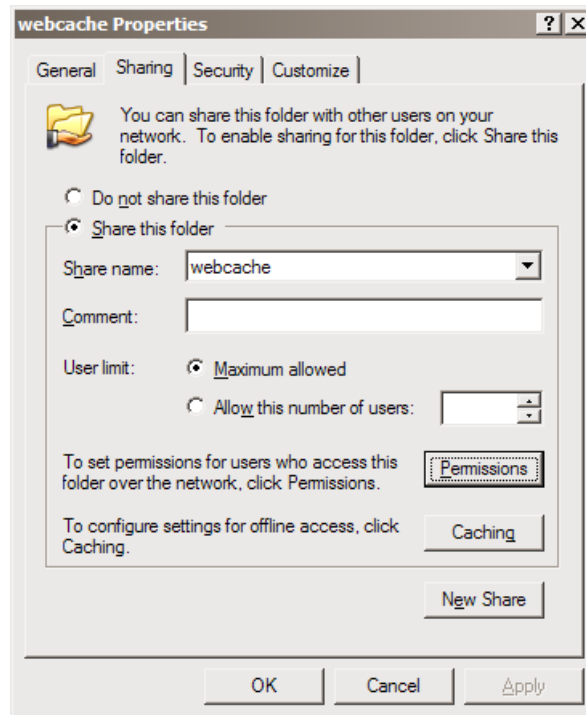 webcache Properties
General Sharing Security Customize
You can share this folder with other users on your
network. To enable sharing for this folder, click Share this
folder.
Do not share this folder
Share this folder
Share name: webcache
Comment:
User limit: Maximum allowed
Allow this number of users:
To set permissions for users who access this
folder over the network, click Permissions.
Permissions
To configure settings for offline access, click
Caching.
Caching
New Share
OK Cancel Apply